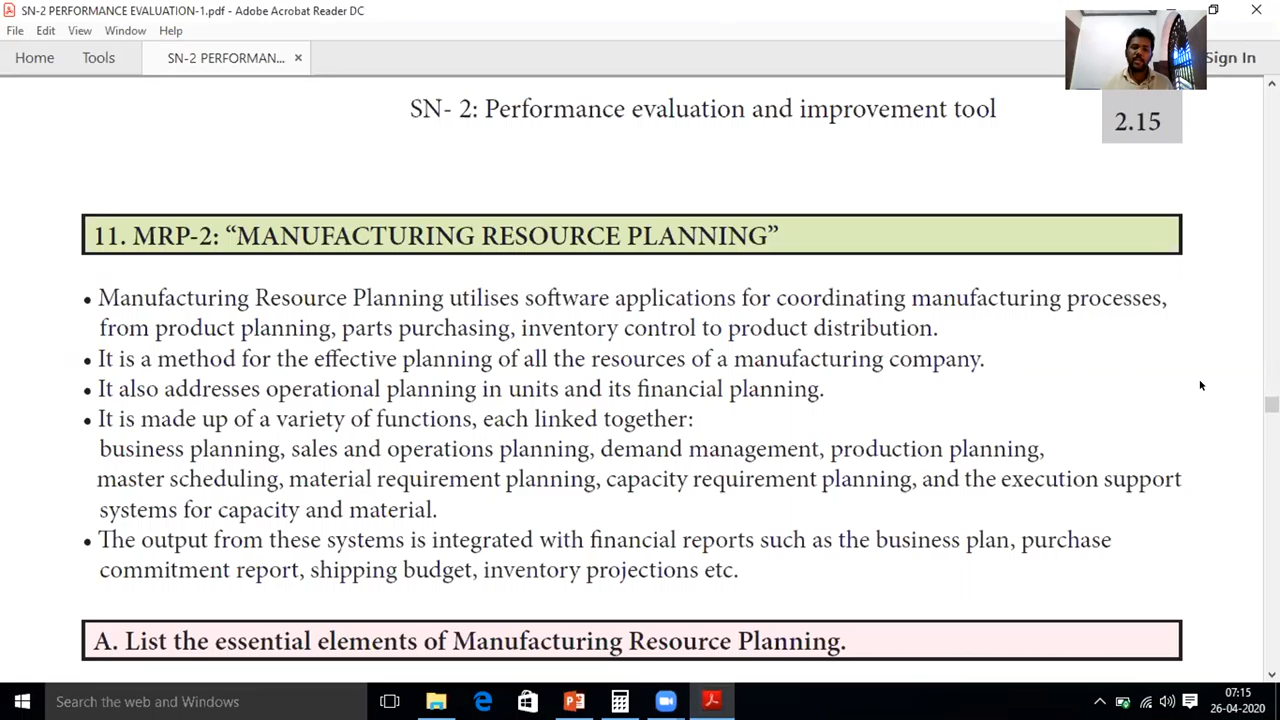 SN-2 PERFORMANCE EVALUATION-1.pdf - Adobe Acrobat Reader DC
File Edit View Window Help
Home Tools SN-2 PERFORMAN... × Sign In
SN- 2: Performance evaluation and improvement tool
2.15
11. MRP-2: “MANUFACTURING RESOURCE PLANNING”
• Manufacturing Resource Planning utilises software applications for coordinating manufacturing processes,
from product planning, parts purchasing, inventory control to product distribution.
• It is a method for the effective planning of all the resources of a manufacturing company.
• It also addresses operational planning in units and its financial planning.
• It is made up of a variety of functions, each linked together:
business planning, sales and operations planning, demand management, production planning,
master scheduling, material requirement planning, capacity requirement planning, and the execution support
systems for capacity and material.
• The output from these systems is integrated with financial reports such as the business plan, purchase
commitment report, shipping budget, inventory projections etc.
A. List the essential elements of Manufacturing Resource Planning.
Search the web and Windows
07:15
26-04-2020